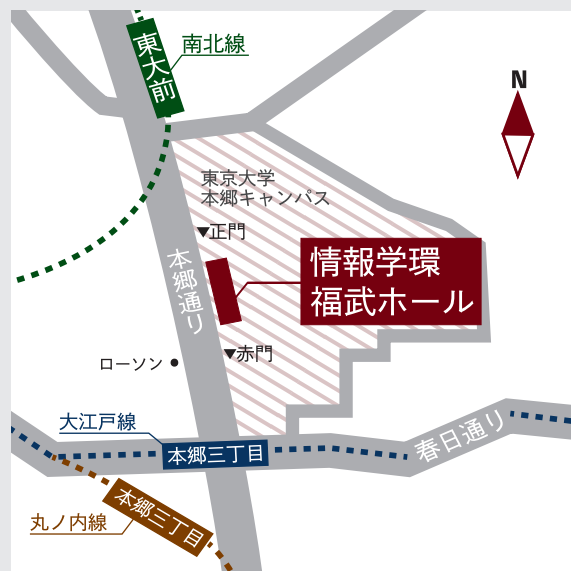 東大前
南北線
N
東京大学
本郷キャンパス
▼正門
本郷通り
情報学環
福武ホール
▼赤門
ローソン
大江戸線
本郷三丁目
春日通り
丸ノ内線
本郷三丁目